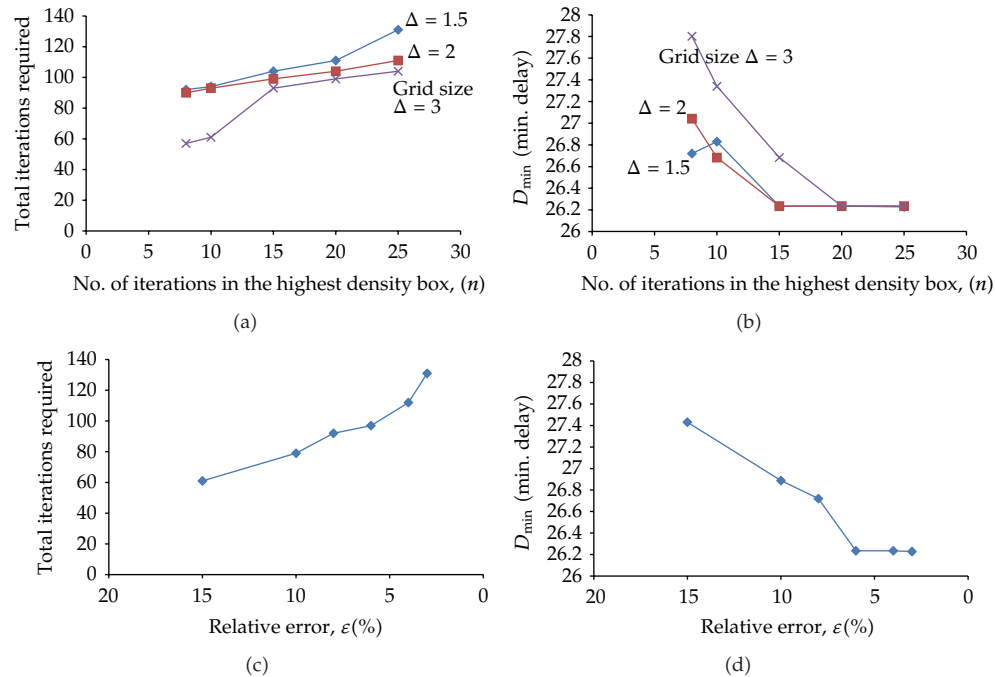 Total iterations required
140
120
100
80
60
40
20
0
0 5 10 15 20 25 30
Δ = 1.5
Δ = 2
Grid size
Δ = 3
No. of iterations in the highest density box, (n)
(a)
D_min (min. delay)
28
27.8
27.6
27.4
27.2
27
26.8
26.6
26.4
26.2
26
0 5 10 15 20 25 30
Grid size Δ = 3
Δ = 2
Δ = 1.5
No. of iterations in the highest density box, (n)
(b)
Total iterations required
140
120
100
80
60
40
20
0
20 15 10 5 0
Relative error, ε(%)
(c)
D_min (min. delay)
28
27.8
27.6
27.4
27.2
27
26.8
26.6
26.4
26.2
26
20 15 10 5 0
Relative error, ε(%)
(d)